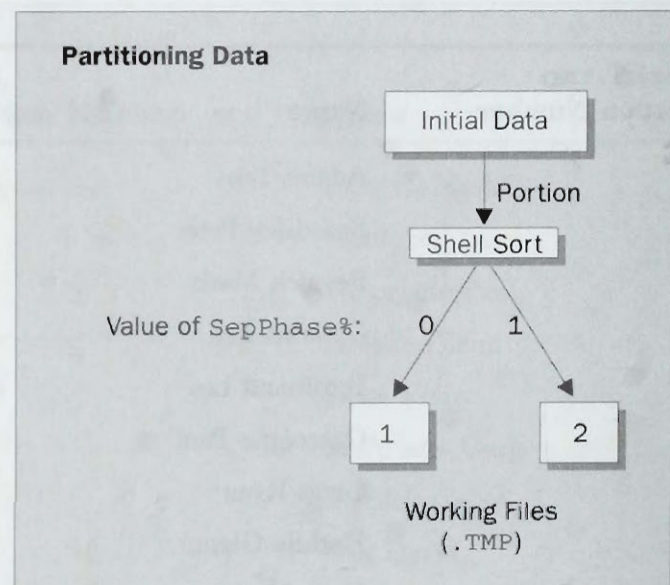 Partitioning Data
Initial Data
Portion
Shell Sort
Value of SepPhase%: 0 1
1 2
Working Files
(.TMP)